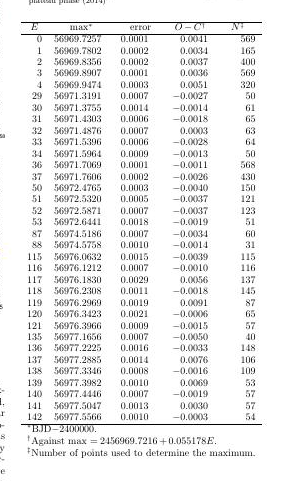 plateau phase (2014)
E max* error O − C† N‡
0 56969.7257 0.0001 0.0041 569
1 56969.7802 0.0002 0.0034 165
2 56969.8356 0.0002 0.0037 400
3 56969.8907 0.0001 0.0036 569
4 56969.9474 0.0003 0.0051 320
29 56971.3191 0.0007 −0.0027 50
30 56971.3755 0.0014 −0.0014 61
31 56971.4303 0.0006 −0.0018 65
32 56971.4876 0.0007 0.0003 63
33 56971.5396 0.0006 −0.0028 64
34 56971.5964 0.0009 −0.0013 50
36 56971.7069 0.0001 −0.0011 568
37 56971.7606 0.0002 −0.0026 430
50 56972.4765 0.0003 −0.0040 150
51 56972.5320 0.0005 −0.0037 121
52 56972.5871 0.0007 −0.0037 123
53 56972.6441 0.0018 −0.0019 51
87 56974.5186 0.0007 −0.0034 60
88 56974.5758 0.0010 −0.0014 31
115 56976.0632 0.0015 −0.0039 115
116 56976.1212 0.0007 −0.0010 116
117 56976.1830 0.0029 0.0056 137
118 56976.2308 0.0011 −0.0018 145
119 56976.2969 0.0019 0.0091 87
120 56976.3423 0.0021 −0.0006 65
121 56976.3966 0.0009 −0.0015 57
135 56977.1656 0.0007 −0.0050 40
136 56977.2225 0.0016 −0.0033 148
137 56977.2885 0.0014 0.0076 106
138 56977.3346 0.0008 −0.0016 109
139 56977.3982 0.0010 0.0069 53
140 56977.4446 0.0007 −0.0019 57
141 56977.5047 0.0013 0.0030 57
142 56977.5566 0.0010 −0.0003 54
*BJD−2400000.
†Against max = 2456969.7216 + 0.055178E.
‡Number of points used to determine the maximum.